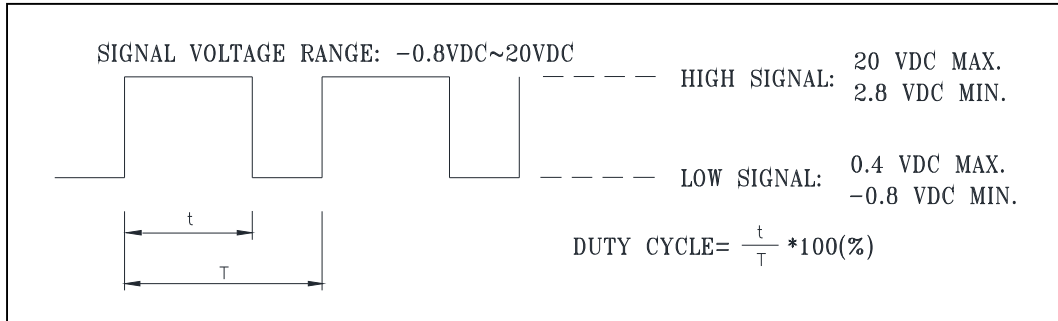 SIGNAL VOLTAGE RANGE: -0.8VDC~20VDC
HIGH SIGNAL: 20 VDC MAX.
2.8 VDC MIN.
LOW SIGNAL: 0.4 VDC MAX.
-0.8 VDC MIN.
t
T
DUTY CYCLE= t/T *100(%)